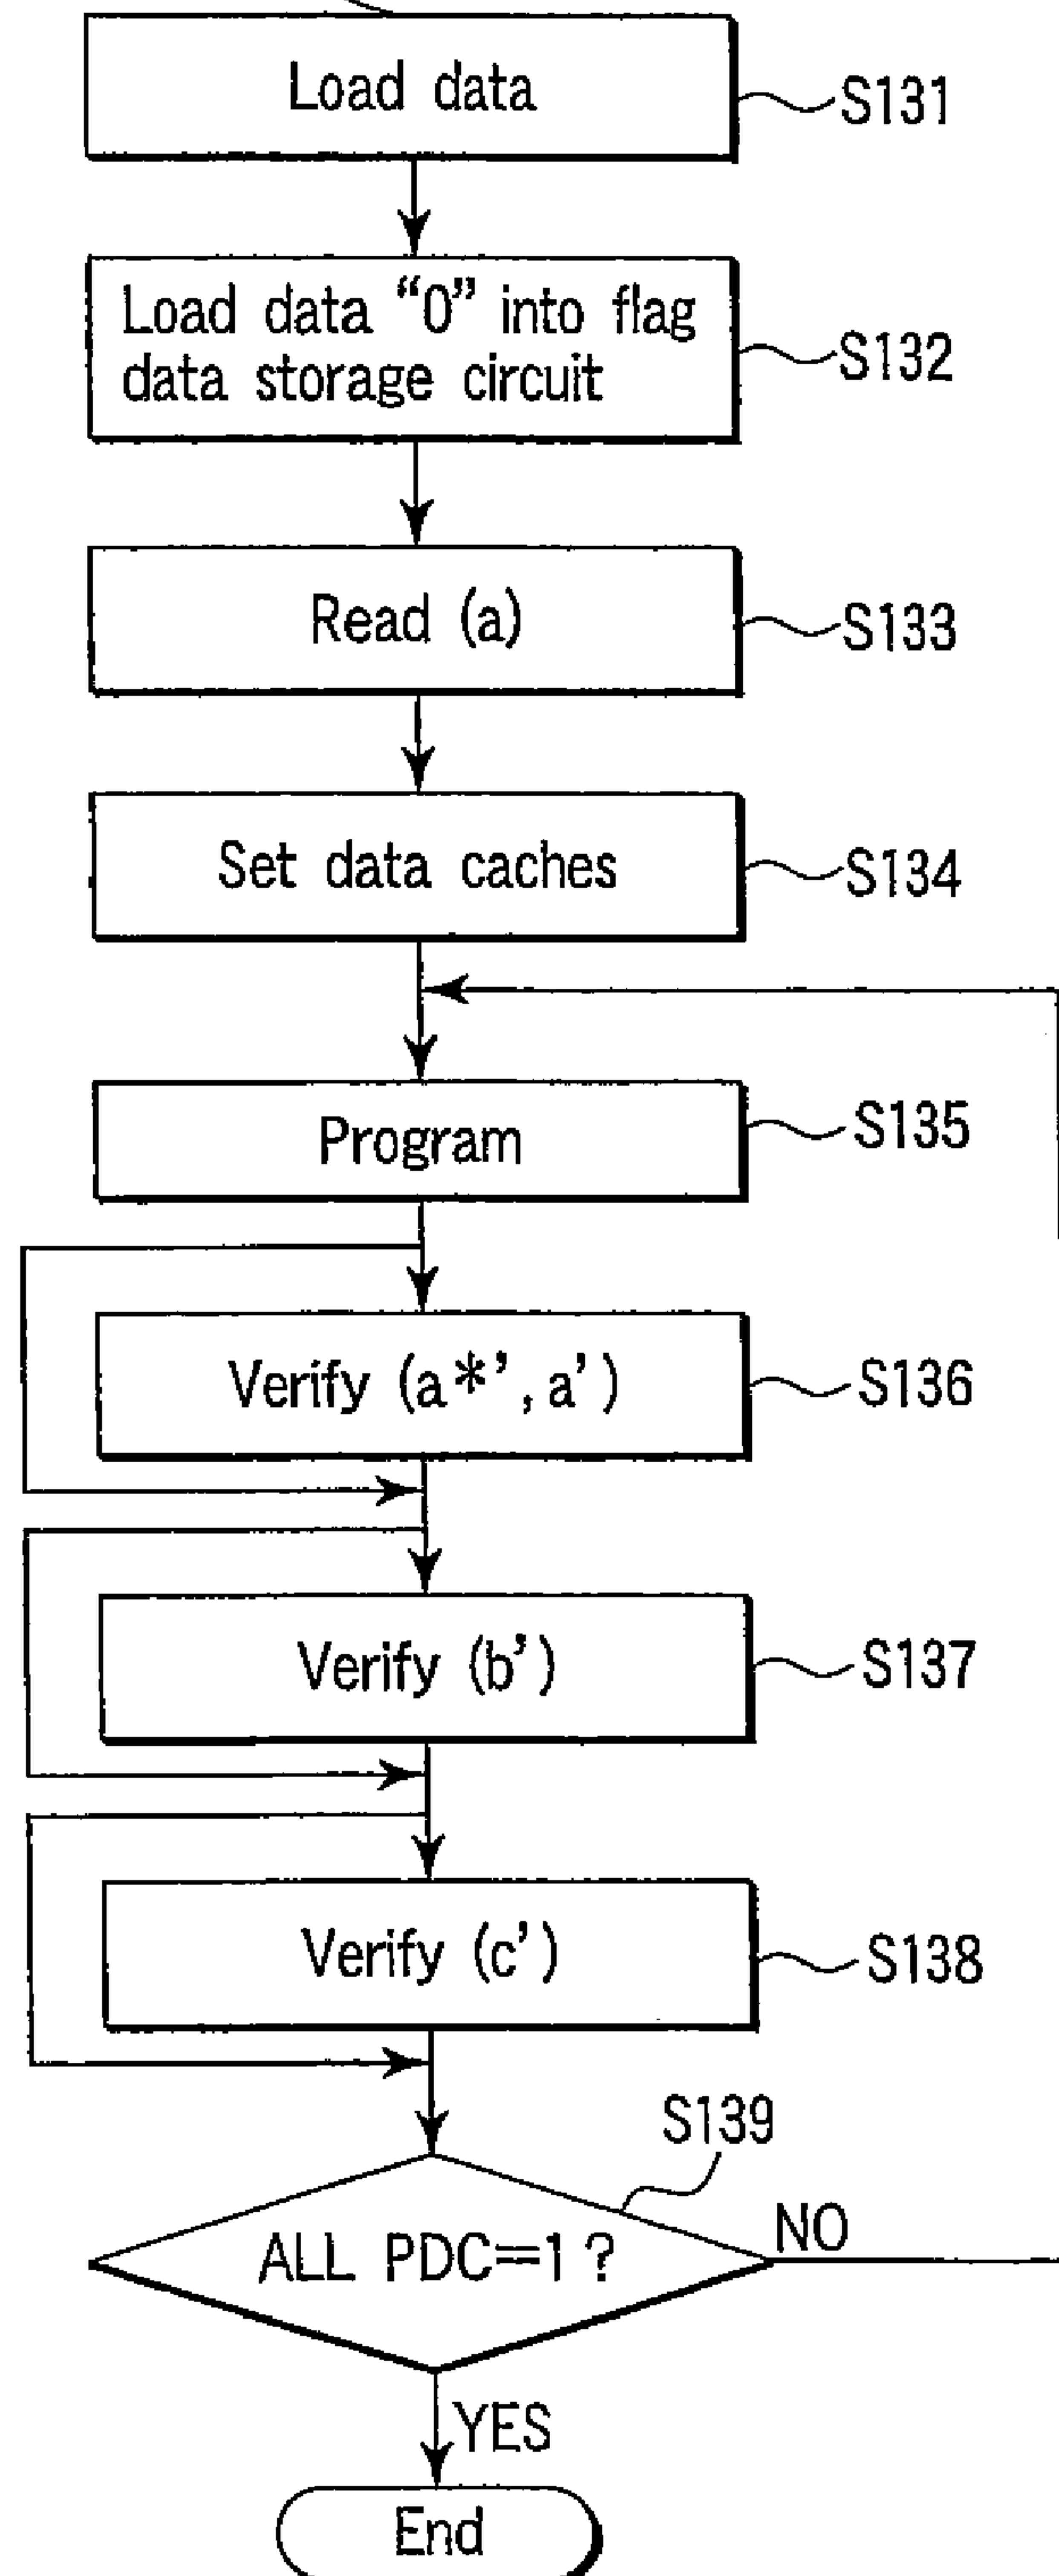 Load data
S131
Load data “0” into flag
data storage circuit
S132
Read (a)
S133
Set data caches
S134
Program
S135
Verify (a*’, a’)
S136
Verify (b’)
S137
Verify (c’)
S138
S139
ALL PDC=1?
NO
YES
End